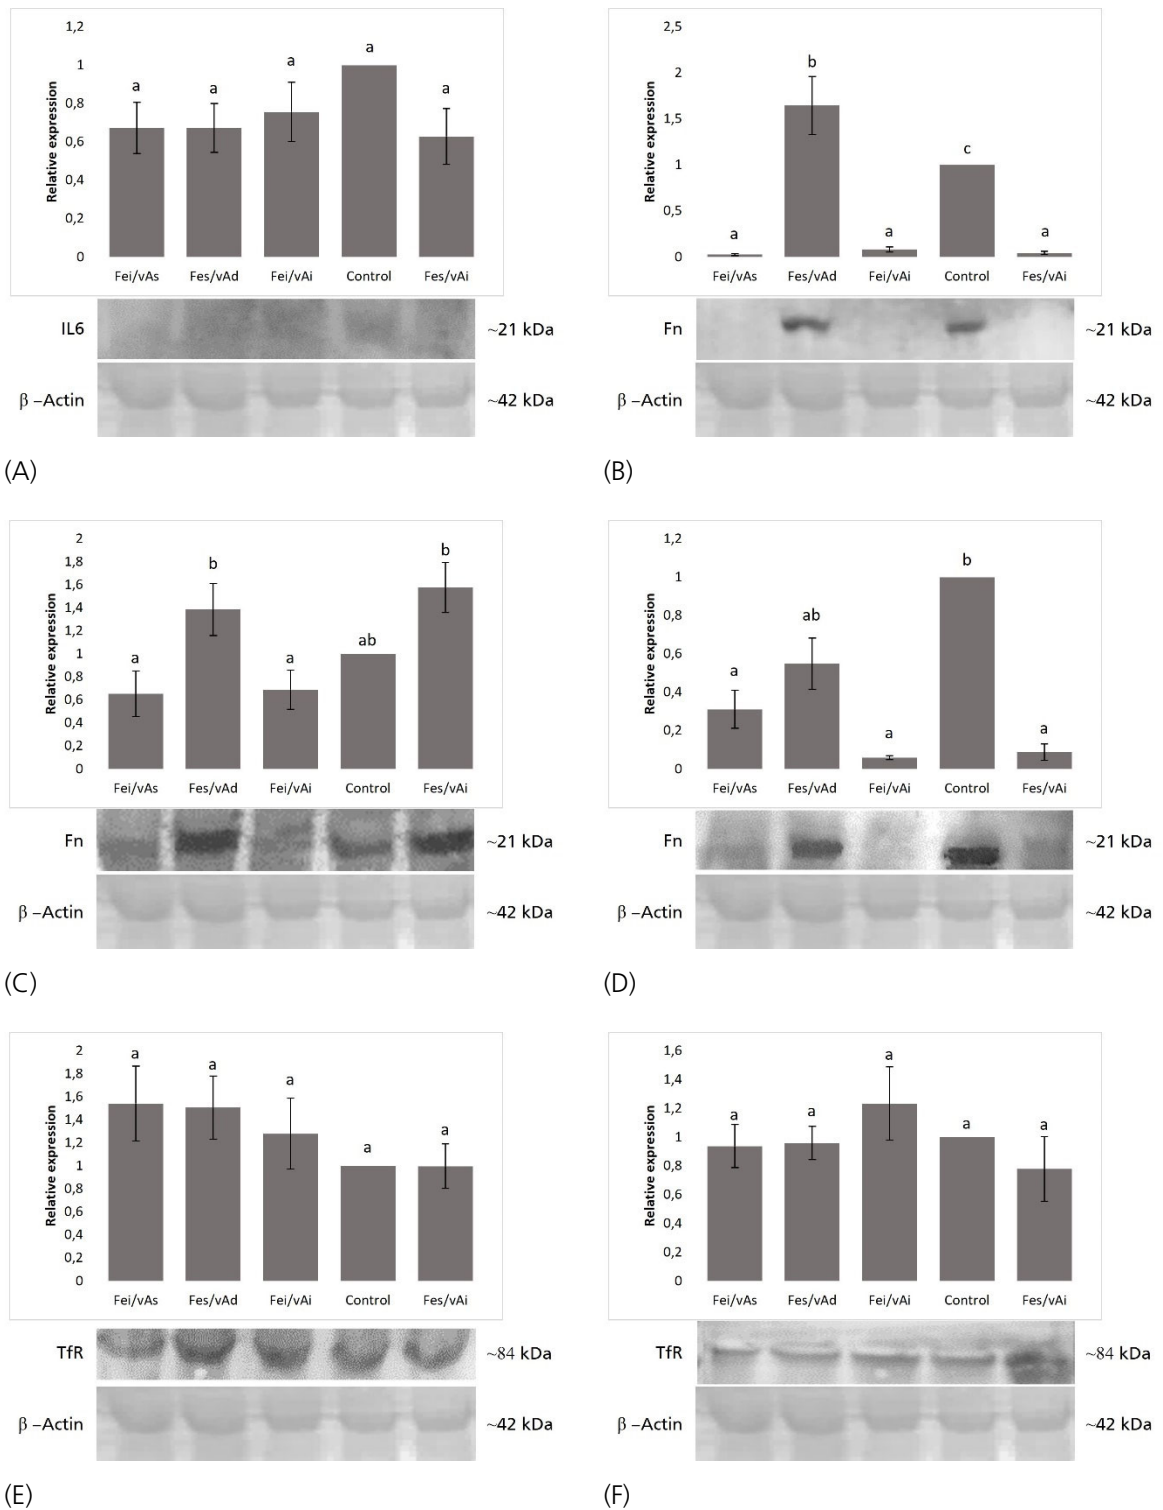 1,2
1
0,8
0,6
0,4
0,2
0
Relative expression
a
a
a
a
a
Fei/vAs Fes/vAd Fei/vAi Control Fes/vAi
IL6 ~21 kDa
β –Actin ~42 kDa
(A)
2,5
2
1,5
1
0,5
0
Relative expression
a
b
a
c
a
Fei/vAs Fes/vAd Fei/vAi Control Fes/vAi
Fn ~21 kDa
β –Actin ~42 kDa
(B)
2
1,8
1,6
1,4
1,2
1
0,8
0,6
0,4
0,2
0
Relative expression
a
b
a
ab
b
Fei/vAs Fes/vAd Fei/vAi Control Fes/vAi
Fn ~21 kDa
β –Actin ~42 kDa
(C)
1,2
1
0,8
0,6
0,4
0,2
0
Relative expression
a
ab
a
b
a
Fei/vAs Fes/vAd Fei/vAi Control Fes/vAi
Fn ~21 kDa
β –Actin ~42 kDa
(D)
2
1,8
1,6
1,4
1,2
1
0,8
0,6
0,4
0,2
0
Relative expression
a
a
a
a
a
Fei/vAs Fes/vAd Fei/vAi Control Fes/vAi
TfR ~84 kDa
β –Actin ~42 kDa
(E)
1,6
1,4
1,2
1
0,8
0,6
0,4
0,2
0
Relative expression
a
a
a
a
a
Fei/vAs Fes/vAd Fei/vAi Control Fes/vAi
TfR ~84 kDa
β –Actin ~42 kDa
(F)